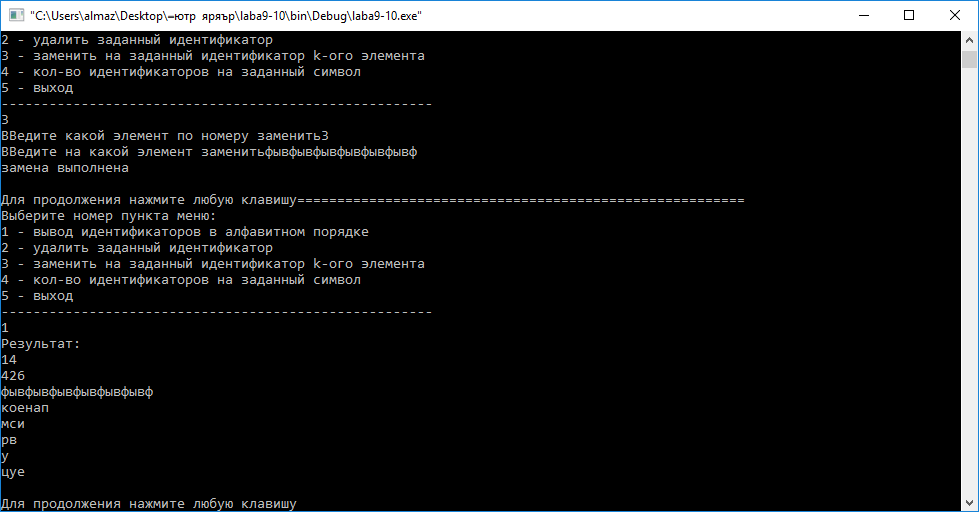 "C:\Users\almaz\Desktop\=ютр яряър\laba9-10\bin\Debug\laba9-10.exe"
2 - удалить заданный идентификатор
3 - заменить на заданный идентификатор k-ого элемента
4 - кол-во идентификаторов на заданный символ
5 - выход
------------------------------------------------------
3
ВВедите какой элемент по номеру заменить3
ВВедите на какой элемент заменитьфывфывфывфывфывфывф
замена выполнена
Для продолжения нажмите любую клавишу========================================================
Выберите номер пункта меню:
1 - вывод идентификаторов в алфавитном порядке
2 - удалить заданный идентификатор
3 - заменить на заданный идентификатор k-ого элемента
4 - кол-во идентификаторов на заданный символ
5 - выход
------------------------------------------------------
1
Результат:
14
42б
фывфывфывфывфывфывф
коенап
мси
рв
у
цуе
Для продолжения нажмите любую клавишу